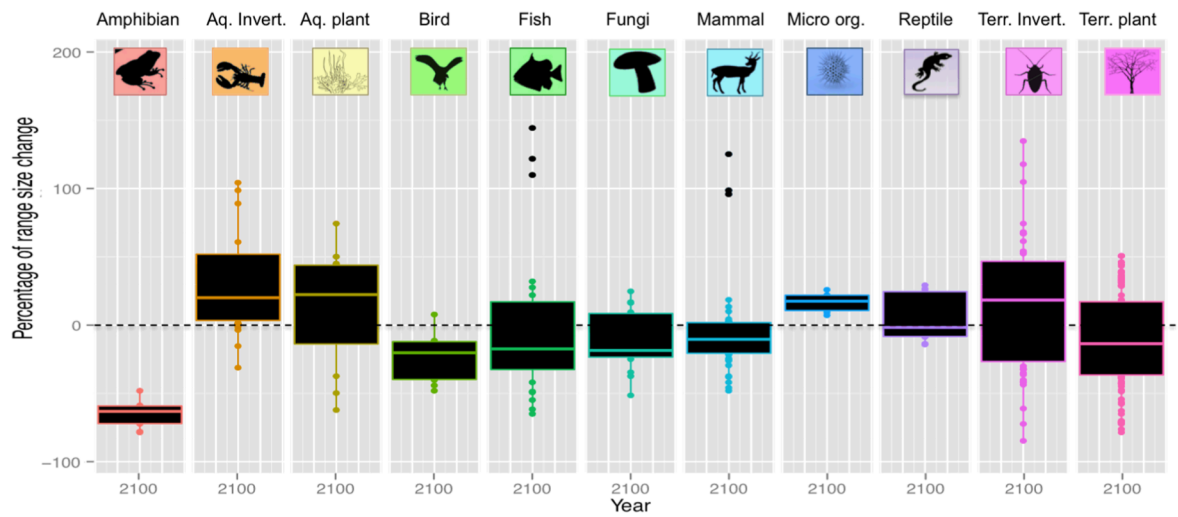 Amphibian Aq. Invert. Aq. plant Bird Fish Fungi Mammal Micro org. Reptile Terr. Invert. Terr. plant
200
100
0
−100
Percentage of range size change
2100 2100 2100 2100 2100 2100 2100 2100 2100 2100 2100
Year